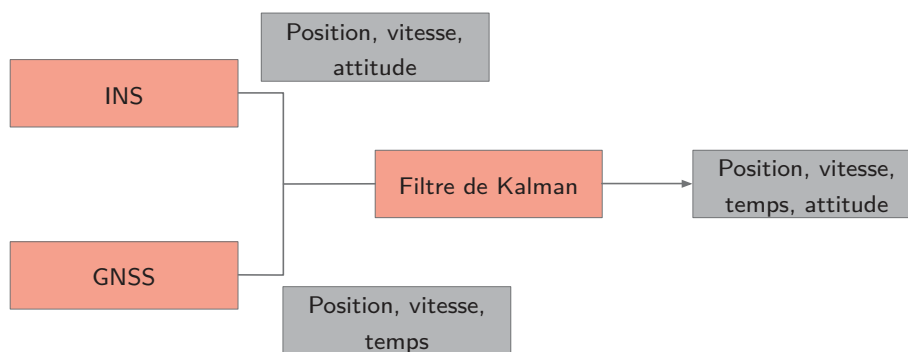 Position, vitesse,
attitude
INS
Filtre de Kalman
Position, vitesse,
temps, attitude
GNSS
Position, vitesse,
temps